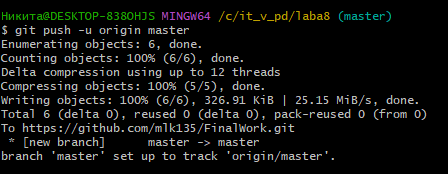 Никита@DESKTOP-838OHJS MINGW64 /c/it_v_pd/laba8 (master)
$ git push -u origin master
Enumerating objects: 6, done.
Counting objects: 100% (6/6), done.
Delta compression using up to 12 threads
Compressing objects: 100% (5/5), done.
Writing objects: 100% (6/6), 326.91 KiB | 25.15 MiB/s, done.
Total 6 (delta 0), reused 0 (delta 0), pack-reused 0 (from 0)
To https://github.com/mlk135/FinalWork.git
 * [new branch]      master -> master
branch 'master' set up to track 'origin/master'.